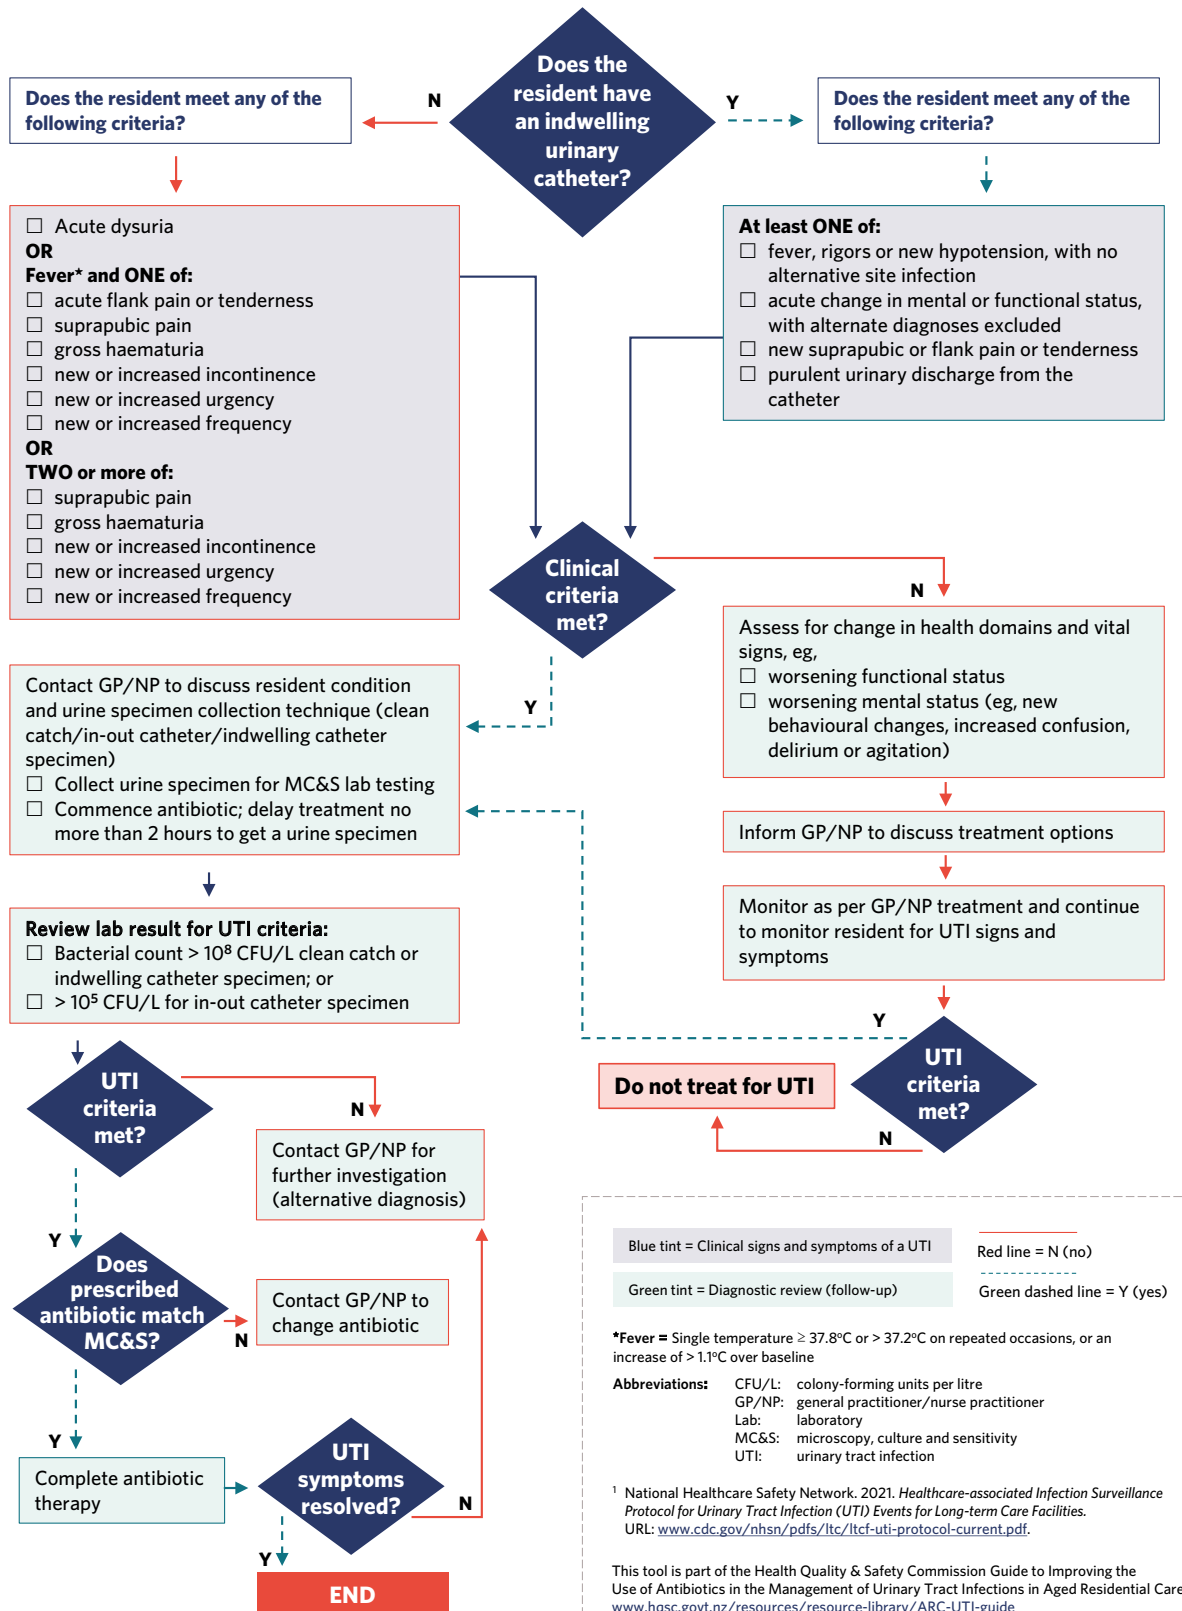 Does the
resident have
an indwelling
urinary
catheter?
N
Y
Does the resident meet any of the
following criteria?
Does the resident meet any of the
following criteria?
☐ Acute dysuria
OR
Fever* and ONE of:
☐ acute flank pain or tenderness
☐ suprapubic pain
☐ gross haematuria
☐ new or increased incontinence
☐ new or increased urgency
☐ new or increased frequency
OR
TWO or more of:
☐ suprapubic pain
☐ gross haematuria
☐ new or increased incontinence
☐ new or increased urgency
☐ new or increased frequency
At least ONE of:
☐ fever, rigors or new hypotension, with no
alternative site infection
☐ acute change in mental or functional status,
with alternate diagnoses excluded
☐ new suprapubic or flank pain or tenderness
☐ purulent urinary discharge from the
catheter
Clinical
criteria
met?
N
Y
Assess for change in health domains and vital
signs, eg,
☐ worsening functional status
☐ worsening mental status (eg, new
behavioural changes, increased confusion,
delirium or agitation)
Inform GP/NP to discuss treatment options
Monitor as per GP/NP treatment and continue
to monitor resident for UTI signs and
symptoms
Y
UTI
criteria
met?
N
Do not treat for UTI
Contact GP/NP to discuss resident condition
and urine specimen collection technique (clean
catch/in-out catheter/indwelling catheter
specimen)
☐ Collect urine specimen for MC&S lab testing
☐ Commence antibiotic; delay treatment no
more than 2 hours to get a urine specimen
Review lab result for UTI criteria:
☐ Bacterial count > 10⁸ CFU/L clean catch or
indwelling catheter specimen; or
☐ > 10⁵ CFU/L for in-out catheter specimen
UTI
criteria
met?
N
Contact GP/NP for
further investigation
(alternative diagnosis)
Y
Does
prescribed
antibiotic match
MC&S?
N
Contact GP/NP to
change antibiotic
Y
Complete antibiotic
therapy
UTI
symptoms
resolved?
N
Y
END
Blue tint = Clinical signs and symptoms of a UTI
Red line = N (no)
Green tint = Diagnostic review (follow-up)
Green dashed line = Y (yes)
*Fever = Single temperature ≥ 37.8ºC or > 37.2ºC on repeated occasions, or an
increase of > 1.1ºC over baseline
Abbreviations: CFU/L: colony-forming units per litre
GP/NP: general practitioner/nurse practitioner
Lab: laboratory
MC&S: microscopy, culture and sensitivity
UTI: urinary tract infection
¹ National Healthcare Safety Network. 2021. Healthcare-associated Infection Surveillance
Protocol for Urinary Tract Infection (UTI) Events for Long-term Care Facilities.
URL: www.cdc.gov/nhsn/pdfs/ltc/ltcf-uti-protocol-current.pdf.
This tool is part of the Health Quality & Safety Commission Guide to Improving the
Use of Antibiotics in the Management of Urinary Tract Infections in Aged Residential Care
www.hqsc.govt.nz/resources/resource-library/ARC-UTI-guide